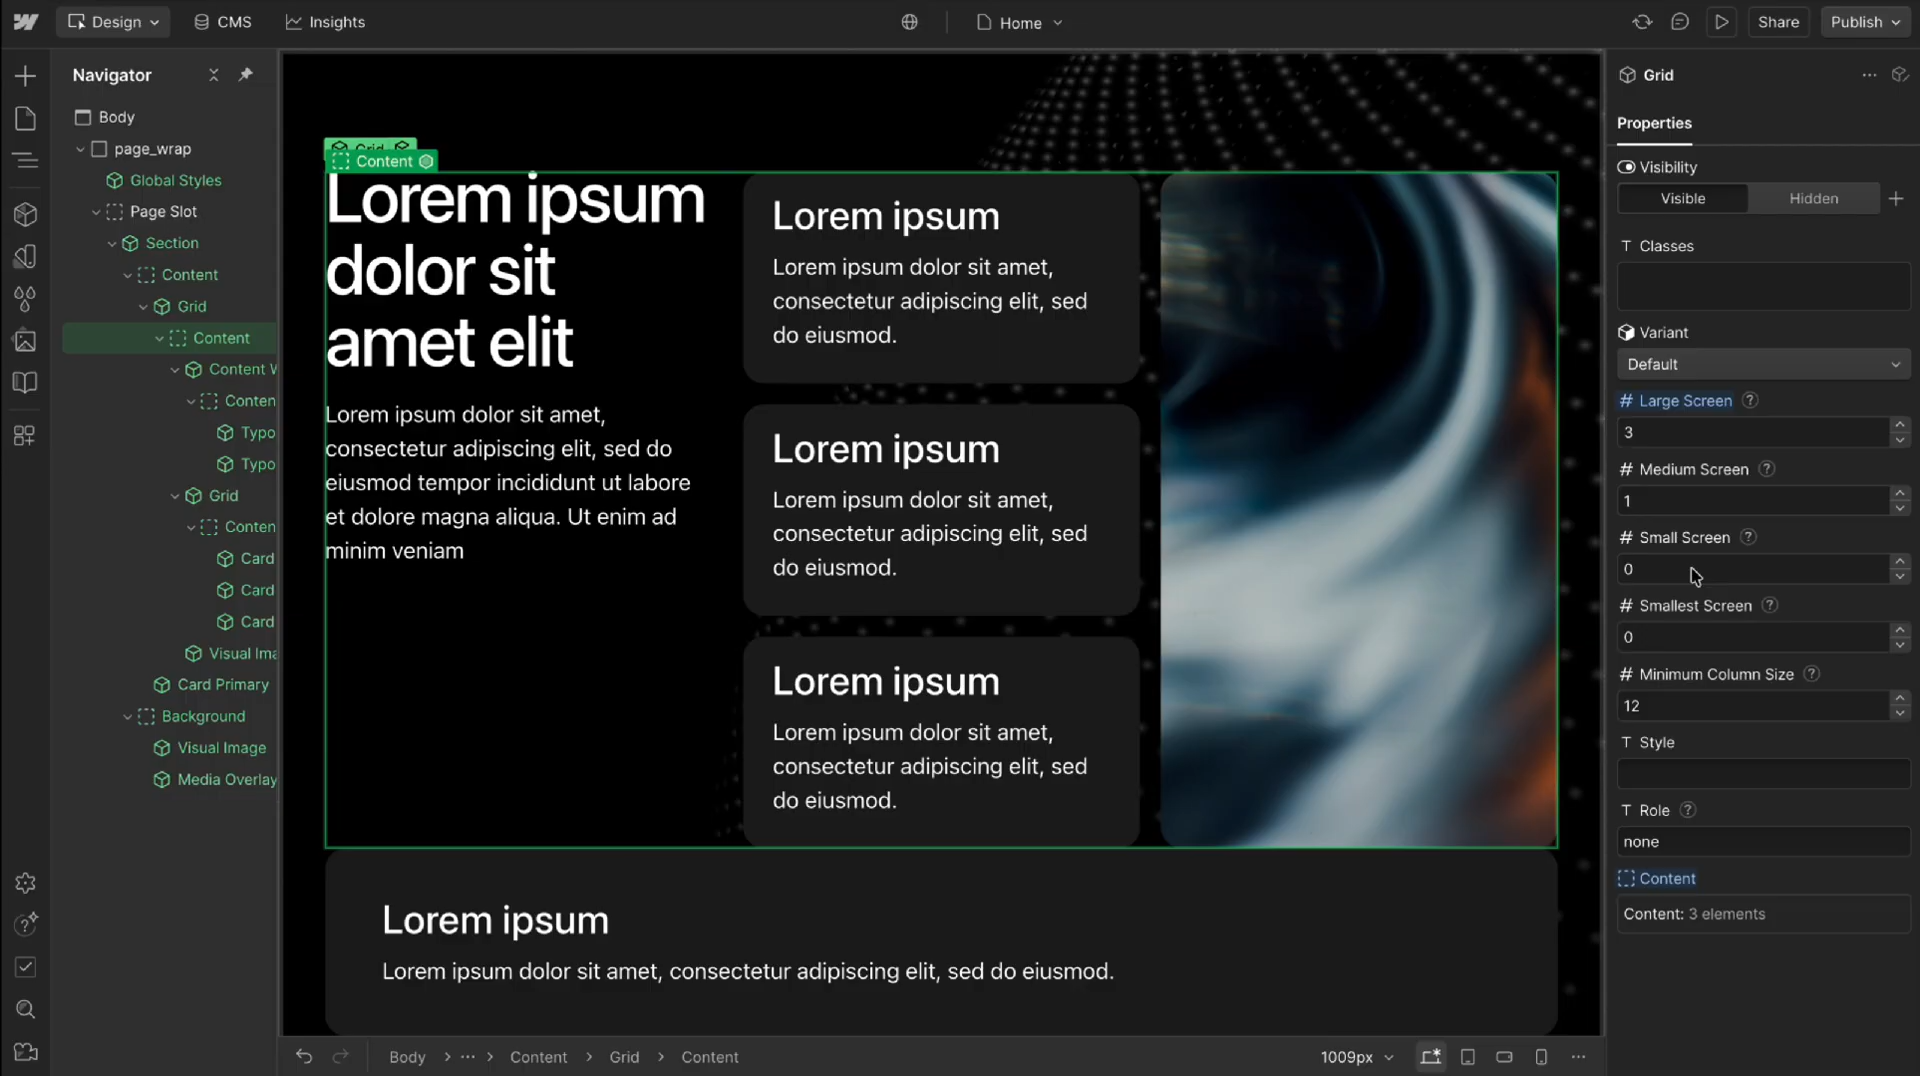 Design
CMS
Insights
Home
Share
Publish
Navigator
Body
page_wrap
Global Styles
Page Slot
Section
Content
Grid
Content
Content W
Conten
Typo
Typo
Grid
Conten
Card
Card
Card
Visual Ima
Card Primary
Background
Visual Image
Media Overlay
Grid
Content
Lorem ipsum
dolor sit
amet elit
Lorem ipsum dolor sit amet,
consectetur adipiscing elit, sed do
eiusmod tempor incididunt ut labore
et dolore magna aliqua. Ut enim ad
minim veniam
Lorem ipsum
Lorem ipsum dolor sit amet,
consectetur adipiscing elit, sed
do eiusmod.
Lorem ipsum
Lorem ipsum dolor sit amet,
consectetur adipiscing elit, sed
do eiusmod.
Lorem ipsum
Lorem ipsum dolor sit amet,
consectetur adipiscing elit, sed
do eiusmod.
Lorem ipsum
Lorem ipsum dolor sit amet, consectetur adipiscing elit, sed do eiusmod.
Grid
Properties
Visibility
Visible Hidden
T Classes
Variant
Default
# Large Screen
3
# Medium Screen
1
# Small Screen
0
# Smallest Screen
0
# Minimum Column Size
12
T Style
T Role
none
Content
Content: 3 elements
Body > ... > Content > Grid > Content
1009px